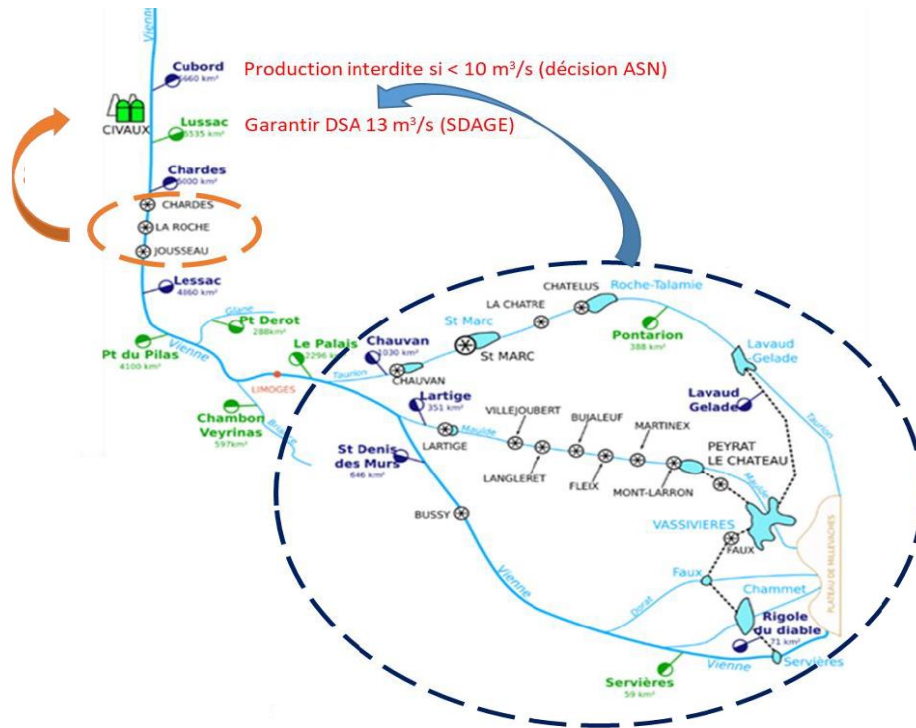 Vienne
Cubord
5660 km²
Production interdite si < 10 m³/s (décision ASN)
CIVAUX
Lussac
5535 km²
Garantir DSA 13 m³/s (SDAGE)
Chardes
5000 km²
CHARDES
LA ROCHE
JOUSSEAU
Lessac
4860 km²
Glane
Pt Derot
288km²
Pt du Pilas
4100 km²
Vienne
Le Palais
2296 km²
LIMOGES
Chambon
Veyrinas
597km²
Briance
Chauvan
1030 km²
Taurion
CHAUVAN
St Marc
St MARC
LA CHATRE
CHATELUS
Roche-Talamie
Pontarion
388 km²
Lavaud
-Gelade
Lavaud
Gelade
Taurion
Lartige
351 km²
Maulde
LARTIGE
VILLEJOUBERT
LANGLERET
BUJALEUF
FLEIX
MARTINEX
MONT-LARRON
PEYRAT
LE CHATEAU
Maulde
VASSIVIERES
St Denis
des Murs
646 km²
BUSSY
Vienne
FAUX
Faux
Dorat
Chammet
PLATEAU DE MILLEVACHES
Rigole
du diable
71 km²
Vienne
Servières
Servières
59 km²